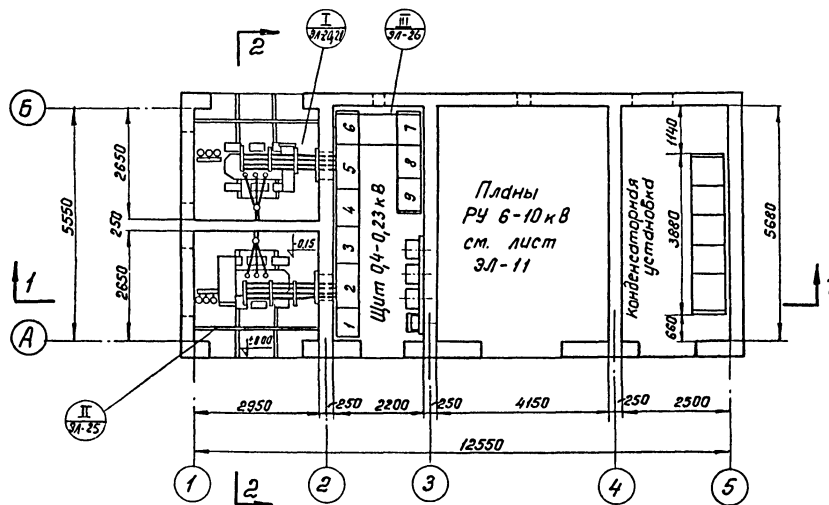 I
ЭЛ-24,21
III
ЭЛ-26
2
Б
6
7
5
8
4
9
3
2
1
Щит 0,4-0,23 кВ
Планы
РУ 6-10 кВ
см. лист
ЭЛ-11
Конденсаторная
установка
1140
3880
660
5680
5550
2650
250
2650
-0,15
1
1
А
II
ЭЛ-25
2950
250
2200
250
4150
250
2500
12550
1
2
2
3
4
5